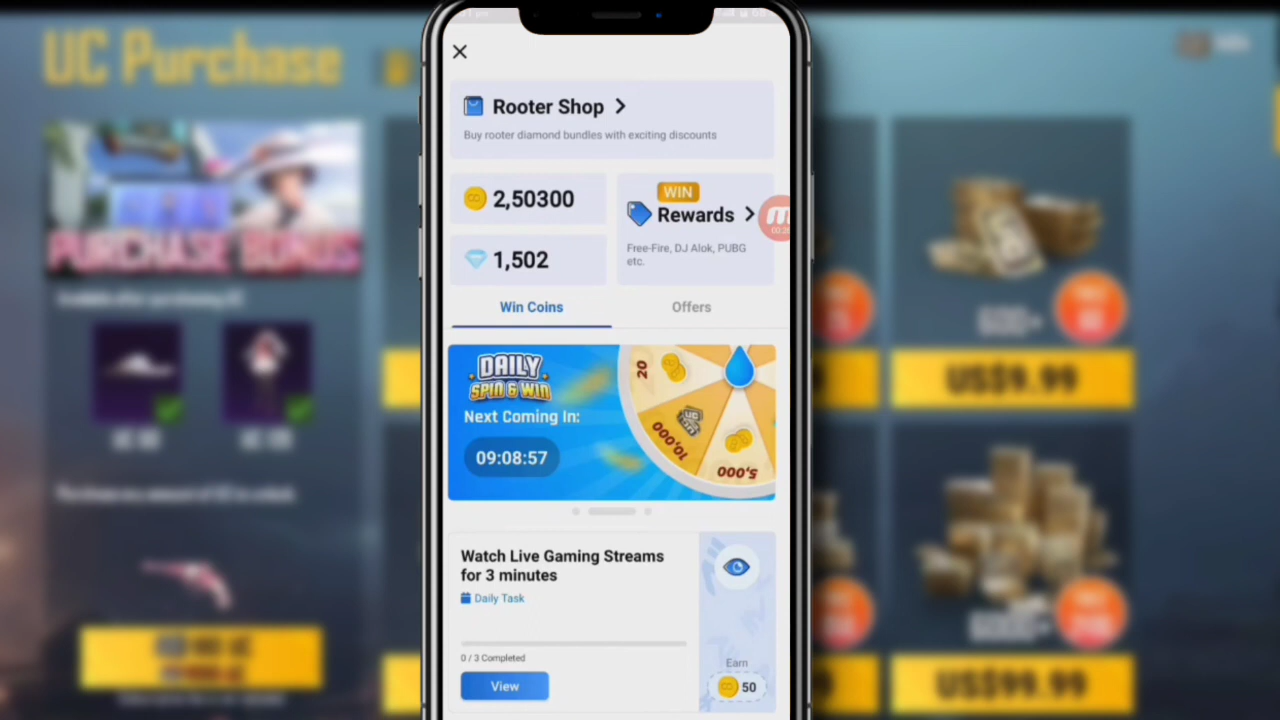 UC Purchase
PURCHASE BONUS
Rooter Shop
Buy rooter diamond bundles with exciting discounts
2,50300
1,502
WIN
Rewards
Free-Fire, DJ Alok, PUBG
etc.
Win Coins
Offers
DAILY
SPIN & WIN
Next Coming In:
09:08:57
20
10,000
5,000
Watch Live Gaming Streams
for 3 minutes
Daily Task
0 / 3 Completed
View
Earn
50
US$9.99
US$99.99